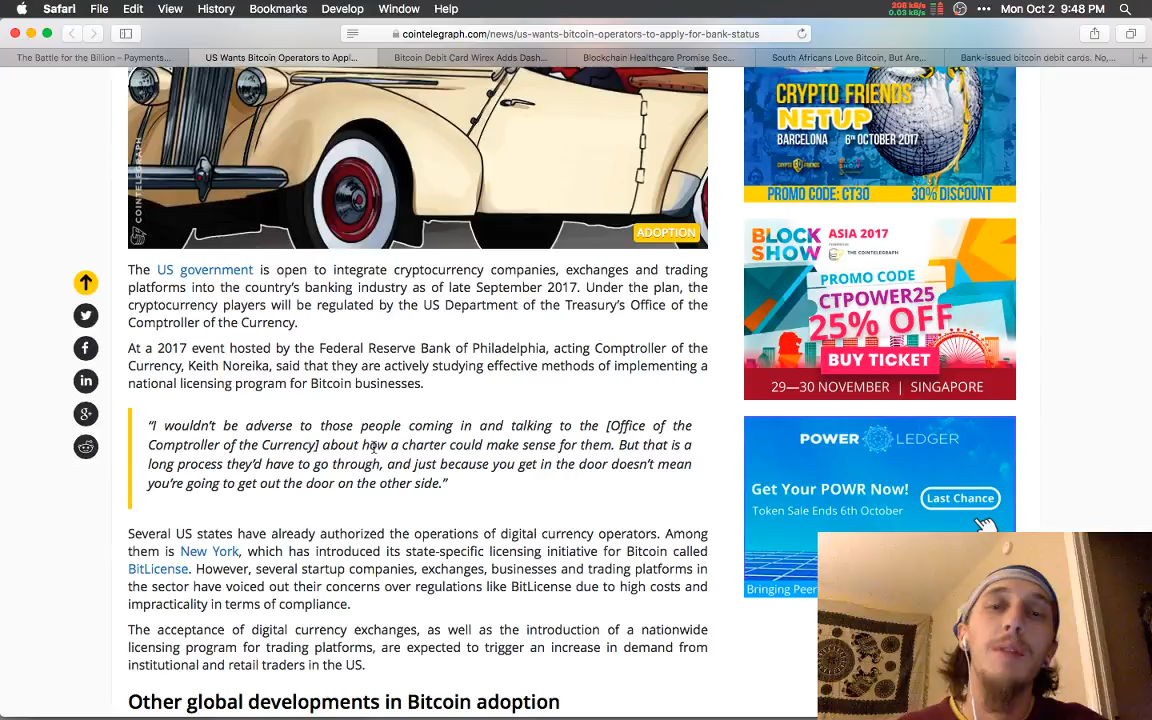 Safari File Edit View History Bookmarks Develop Window Help
Mon Oct 2 9:48 PM
cointelegraph.com/news/us-wants-bitcoin-operators-to-apply-for-bank-status
The Battle for the Billion – Payments...
US Wants Bitcoin Operators to Appl...
Bitcoin Debit Card Wirex Adds Dash...
Blockchain Healthcare Promise See...
South Africans Love Bitcoin, But Are...
Bank-issued bitcoin debit cards. No,...
COINTELEGRAPH
ADOPTION
The US government is open to integrate cryptocurrency companies, exchanges and trading
platforms into the country's banking industry as of late September 2017. Under the plan, the
cryptocurrency players will be regulated by the US Department of the Treasury's Office of the
Comptroller of the Currency.
At a 2017 event hosted by the Federal Reserve Bank of Philadelphia, acting Comptroller of the
Currency, Keith Noreika, said that they are actively studying effective methods of implementing a
national licensing program for Bitcoin businesses.
"I wouldn't be adverse to those people coming in and talking to the [Office of the
Comptroller of the Currency] about how a charter could make sense for them. But that is a
long process they'd have to go through, and just because you get in the door doesn't mean
you're going to get out the door on the other side."
Several US states have already authorized the operations of digital currency operators. Among
them is New York, which has introduced its state-specific licensing initiative for Bitcoin called
BitLicense. However, several startup companies, exchanges, businesses and trading platforms in
the sector have voiced out their concerns over regulations like BitLicense due to high costs and
impracticality in terms of compliance.
The acceptance of digital currency exchanges, as well as the introduction of a nationwide
licensing program for trading platforms, are expected to trigger an increase in demand from
institutional and retail traders in the US.
Other global developments in Bitcoin adoption
CRYPTO FRIENDS
NETUP
BARCELONA 6TH OCTOBER 2017
PROMO CODE: CT30 30% DISCOUNT
BLOCK
SHOW
ASIA 2017
THE COINTELEGRAPH
PROMO CODE
CTPOWER25
25% OFF
BUY TICKET
29—30 NOVEMBER | SINGAPORE
POWER LEDGER
Get Your POWR Now!
Last Chance
Token Sale Ends 6th October
Bringing Peer